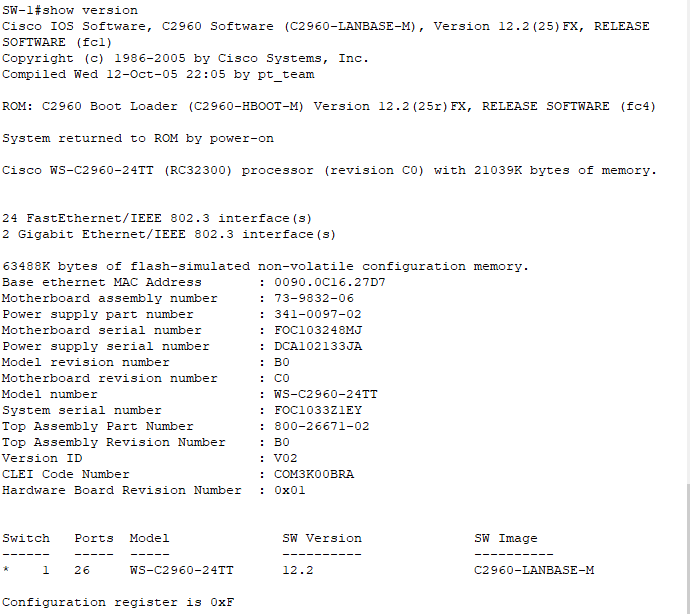 SW-1#show version
Cisco IOS Software, C2960 Software (C2960-LANBASE-M), Version 12.2(25)FX, RELEASE
SOFTWARE (fc1)
Copyright (c) 1986-2005 by Cisco Systems, Inc.
Compiled Wed 12-Oct-05 22:05 by pt_team
ROM: C2960 Boot Loader (C2960-HBOOT-M) Version 12.2(25r)FX, RELEASE SOFTWARE (fc4)
System returned to ROM by power-on
Cisco WS-C2960-24TT (RC32300) processor (revision C0) with 21039K bytes of memory.
24 FastEthernet/IEEE 802.3 interface(s)
2 Gigabit Ethernet/IEEE 802.3 interface(s)
63488K bytes of flash-simulated non-volatile configuration memory.
Base ethernet MAC Address       : 0090.0C16.27D7
Motherboard assembly number     : 73-9832-06
Power supply part number        : 341-0097-02
Motherboard serial number       : FOC103248MJ
Power supply serial number      : DCA102133JA
Model revision number           : B0
Motherboard revision number     : C0
Model number                    : WS-C2960-24TT
System serial number            : FOC1033Z1EY
Top Assembly Part Number        : 800-26671-02
Top Assembly Revision Number    : B0
Version ID                      : V02
CLEI Code Number                : COM3K00BRA
Hardware Board Revision Number  : 0x01
Switch   Ports  Model              SW Version              SW Image
------   -----  -----              ----------              ----------
*    1   26     WS-C2960-24TT      12.2                    C2960-LANBASE-M
Configuration register is 0xF